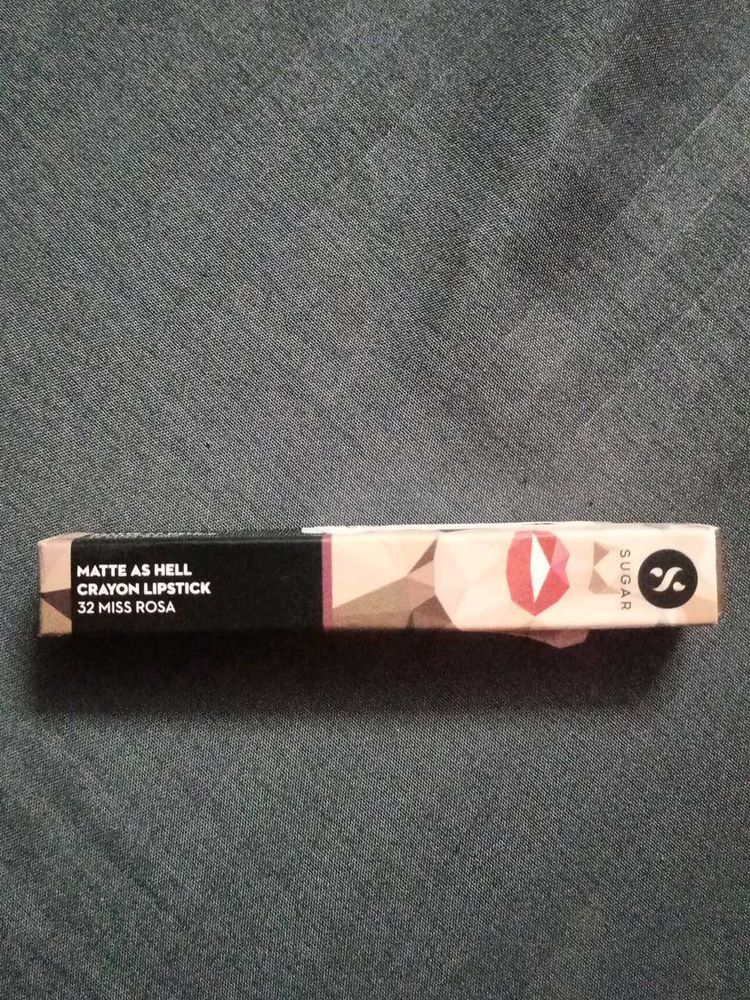 MATTE AS HELL
CRAYON LIPSTICK
32 MISS ROSA
SUGAR